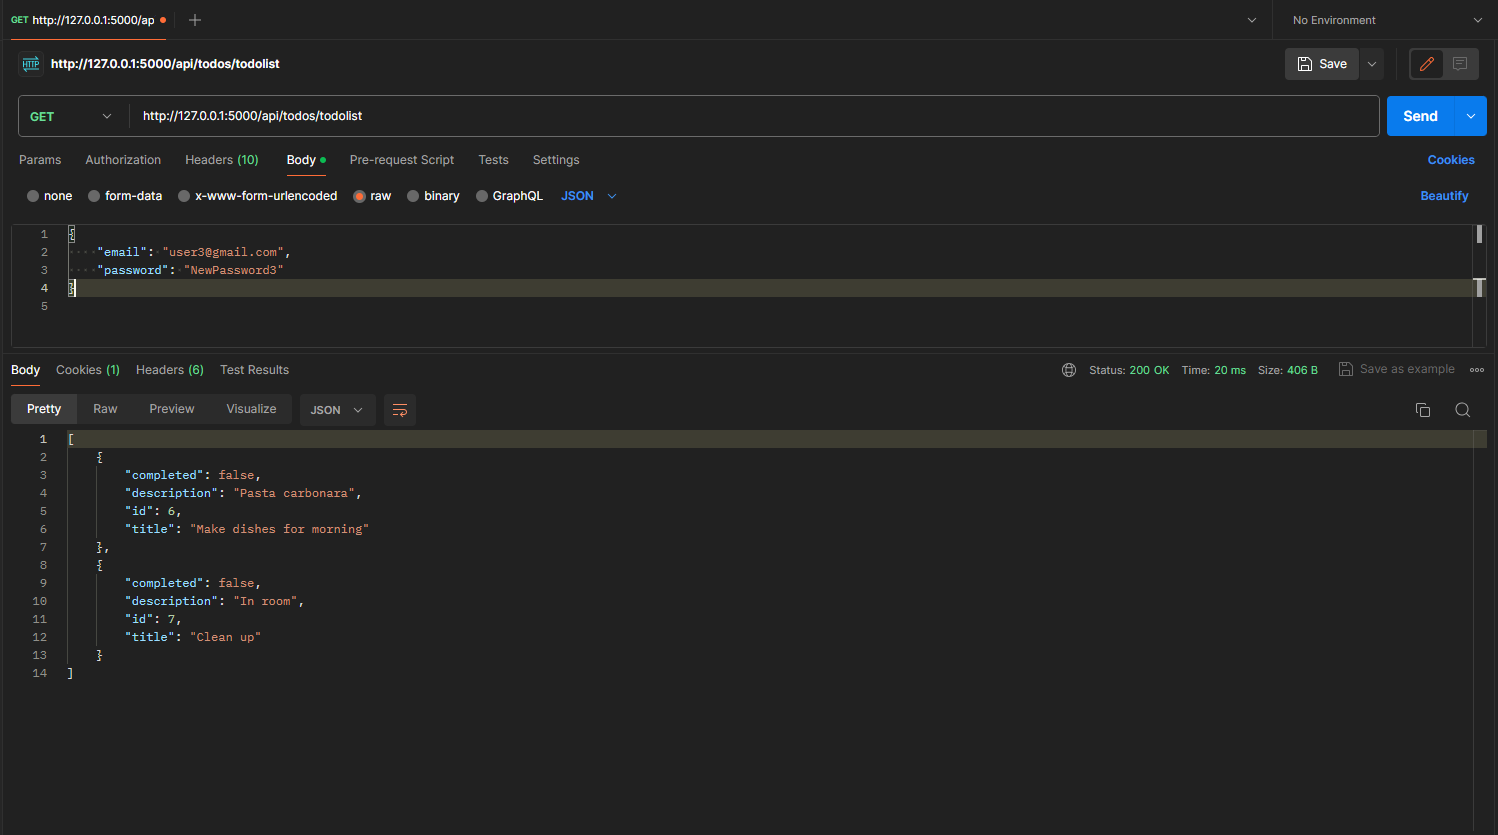 GET http://127.0.0.1:5000/ap
No Environment
HTTP http://127.0.0.1:5000/api/todos/todolist
Save
GET http://127.0.0.1:5000/api/todos/todolist
Send
Params Authorization Headers (10) Body Pre-request Script Tests Settings
Cookies
none form-data x-www-form-urlencoded raw binary GraphQL JSON
Beautify
1 {
2 ····"email":·"user3@gmail.com",
3 ····"password":·"NewPassword3"
4 }
5
Body Cookies (1) Headers (6) Test Results
Status: 200 OK Time: 20 ms Size: 406 B Save as example
Pretty Raw Preview Visualize JSON
1 [
2 {
3 "completed": false,
4 "description": "Pasta carbonara",
5 "id": 6,
6 "title": "Make dishes for morning"
7 },
8 {
9 "completed": false,
10 "description": "In room",
11 "id": 7,
12 "title": "Clean up"
13 }
14 ]